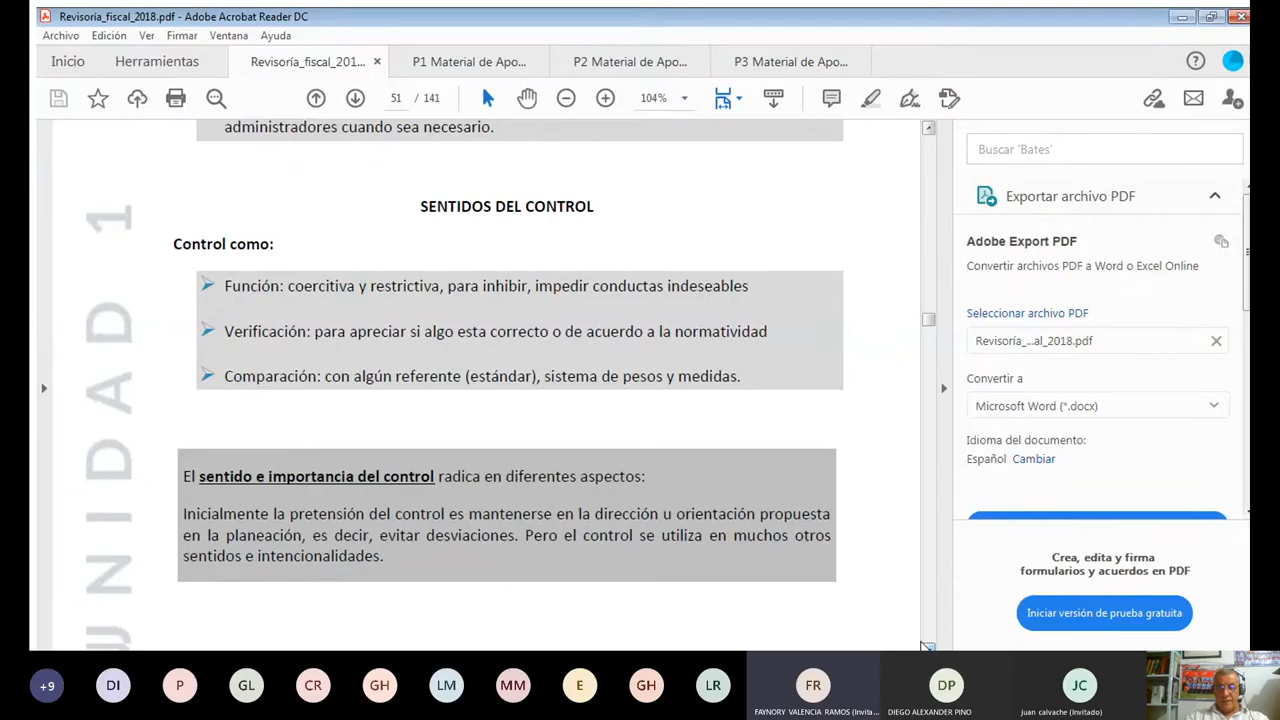 Revisoría_fiscal_2018.pdf - Adobe Acrobat Reader DC
Archivo Edición Ver Firmar Ventana Ayuda
Inicio Herramientas Revisoría_fiscal_201... × P1 Material de Apo... P2 Material de Apo... P3 Material de Apo...
51 / 141 104%
administradores cuando sea necesario.
SENTIDOS DEL CONTROL
Control como:
Función: coercitiva y restrictiva, para inhibir, impedir conductas indeseables
Verificación: para apreciar si algo esta correcto o de acuerdo a la normatividad
Comparación: con algún referente (estándar), sistema de pesos y medidas.
El sentido e importancia del control radica en diferentes aspectos:
Inicialmente la pretensión del control es mantenerse en la dirección u orientación propuesta
en la planeación, es decir, evitar desviaciones. Pero el control se utiliza en muchos otros
sentidos e intencionalidades.
UNIDAD 1
Buscar 'Bates'
Exportar archivo PDF
Adobe Export PDF
Convertir archivos PDF a Word o Excel Online
Seleccionar archivo PDF
Revisoría_...al_2018.pdf
Convertir a
Microsoft Word (*.docx)
Idioma del documento:
Español Cambiar
Crea, edita y firma
formularios y acuerdos en PDF
Iniciar versión de prueba gratuita
+9 DI P GL CR GH LM MM E GH LR FR DP JC
FAYNORY VALENCIA RAMOS (Invita... DIEGO ALEXANDER PINO juan calvache (Invitado)